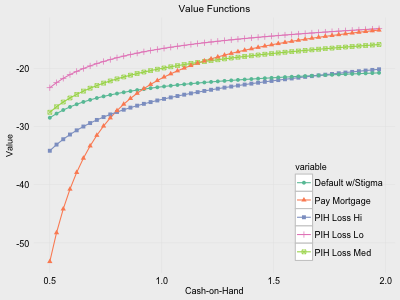 Value Functions
-20
-30
-40
-50
Value
0.5
1.0
1.5
2.0
Cash-on-Hand
variable
Default w/Stigma
Pay Mortgage
PIH Loss Hi
PIH Loss Lo
PIH Loss Med